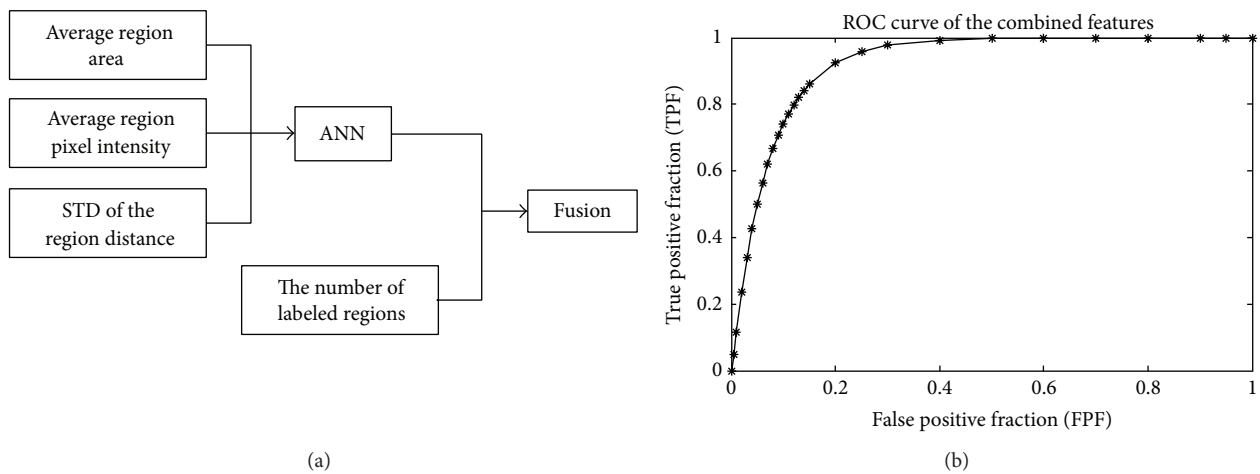 Average region
area
Average region
pixel intensity
STD of the
region distance
ANN
Fusion
The number of
labeled regions
(a)
ROC curve of the combined features
1
0.8
0.6
0.4
0.2
0
True positive fraction (TPF)
0
0.2
0.4
0.6
0.8
1
False positive fraction (FPF)
(b)